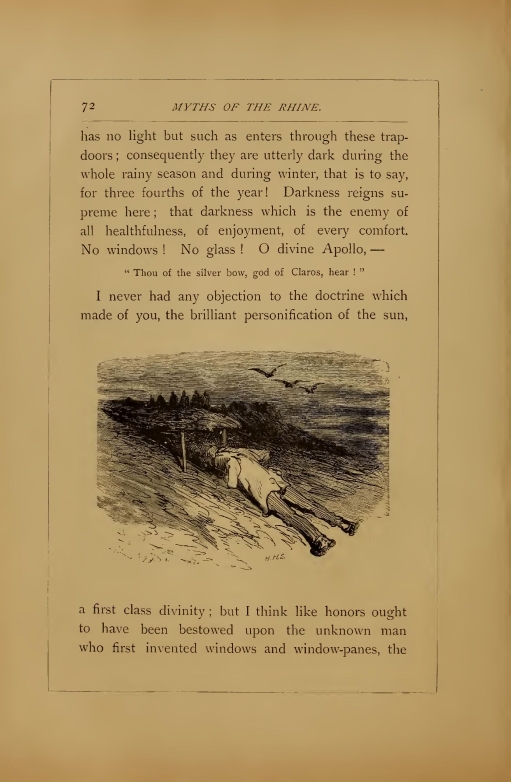 72 MYTHS OF THE RHINE.
has no light but such as enters through these trap-
doors; consequently they are utterly dark during the
whole rainy season and during winter, that is to say,
for three fourths of the year! Darkness reigns su-
preme here; that darkness which is the enemy of
all healthfulness, of enjoyment, of every comfort.
No windows! No glass! O divine Apollo, —
“ Thou of the silver bow, god of Claros, hear ! ”
I never had any objection to the doctrine which
made of you, the brilliant personification of the sun,
a first class divinity; but I think like honors ought
to have been bestowed upon the unknown man
who first invented windows and window-panes, the